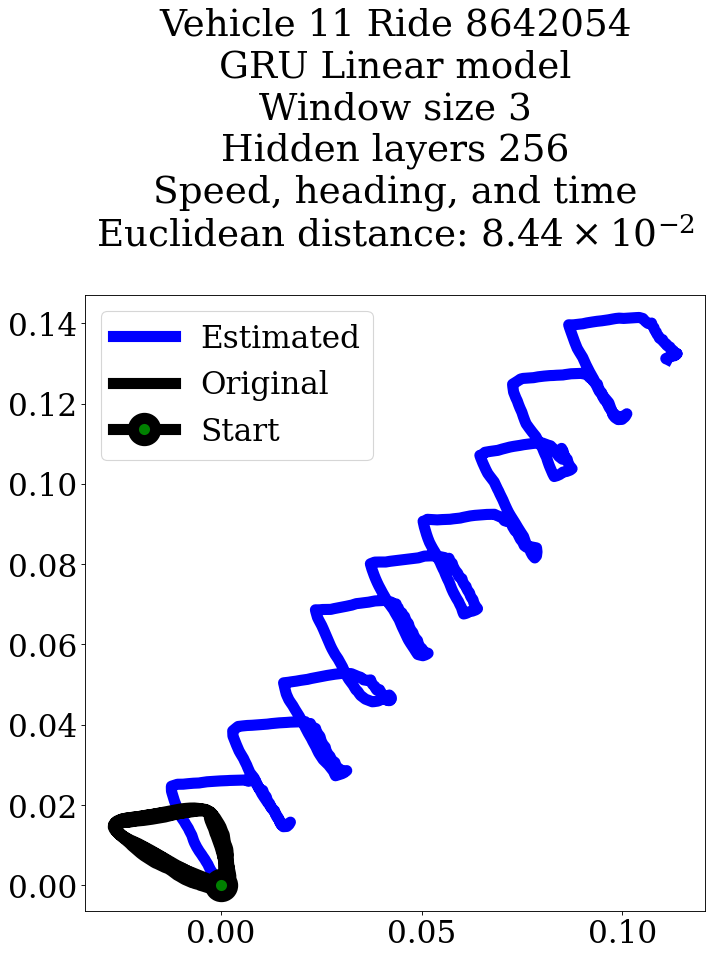 Vehicle 11 Ride 8642054
GRU Linear model
Window size 3
Hidden layers 256
Speed, heading, and time
Euclidean distance: 8.44 × 10⁻²
Estimated
Original
Start
0.14
0.12
0.10
0.08
0.06
0.04
0.02
0.00
0.00 0.05 0.10